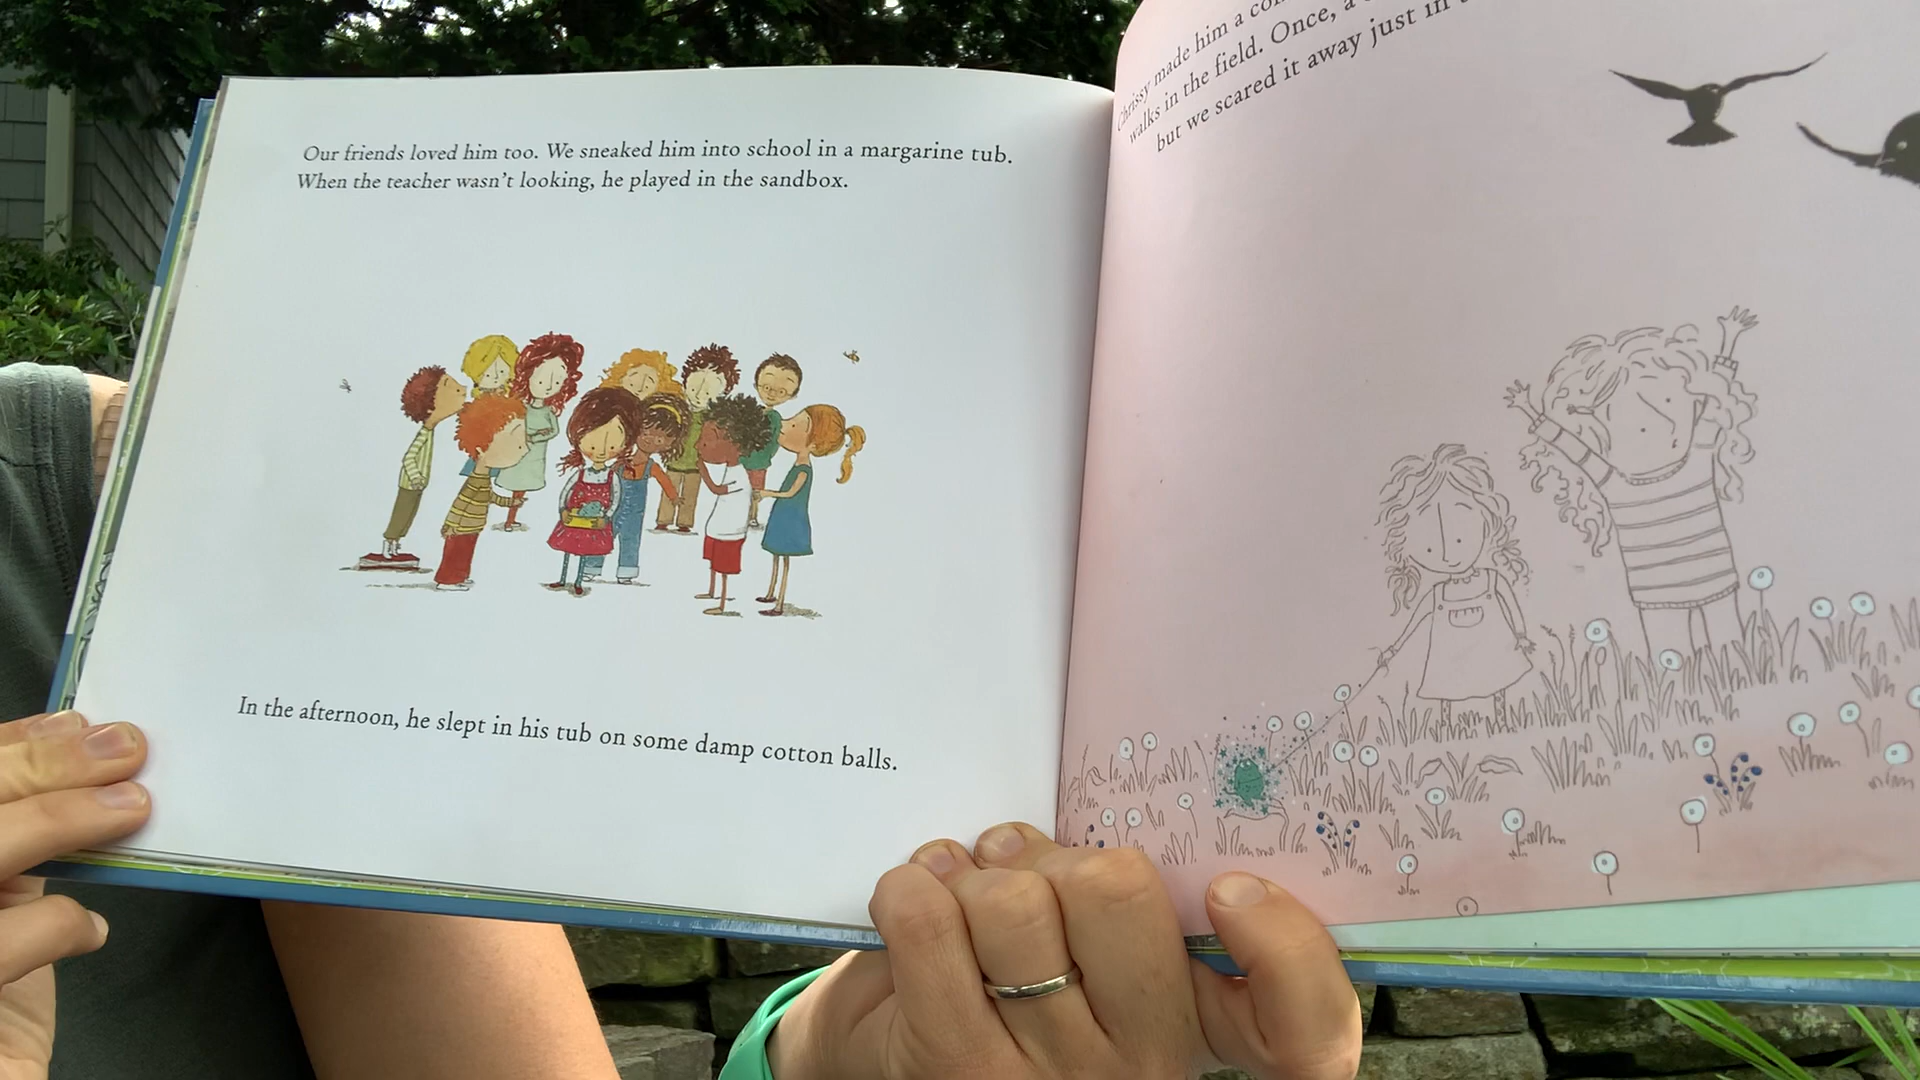 Our friends loved him too. We sneaked him into school in a margarine tub.
When the teacher wasn't looking, he played in the sandbox.
In the afternoon, he slept in his tub on some damp cotton balls.
Chrissy made him a
walks in the field. Once, a
but we scared it away just in